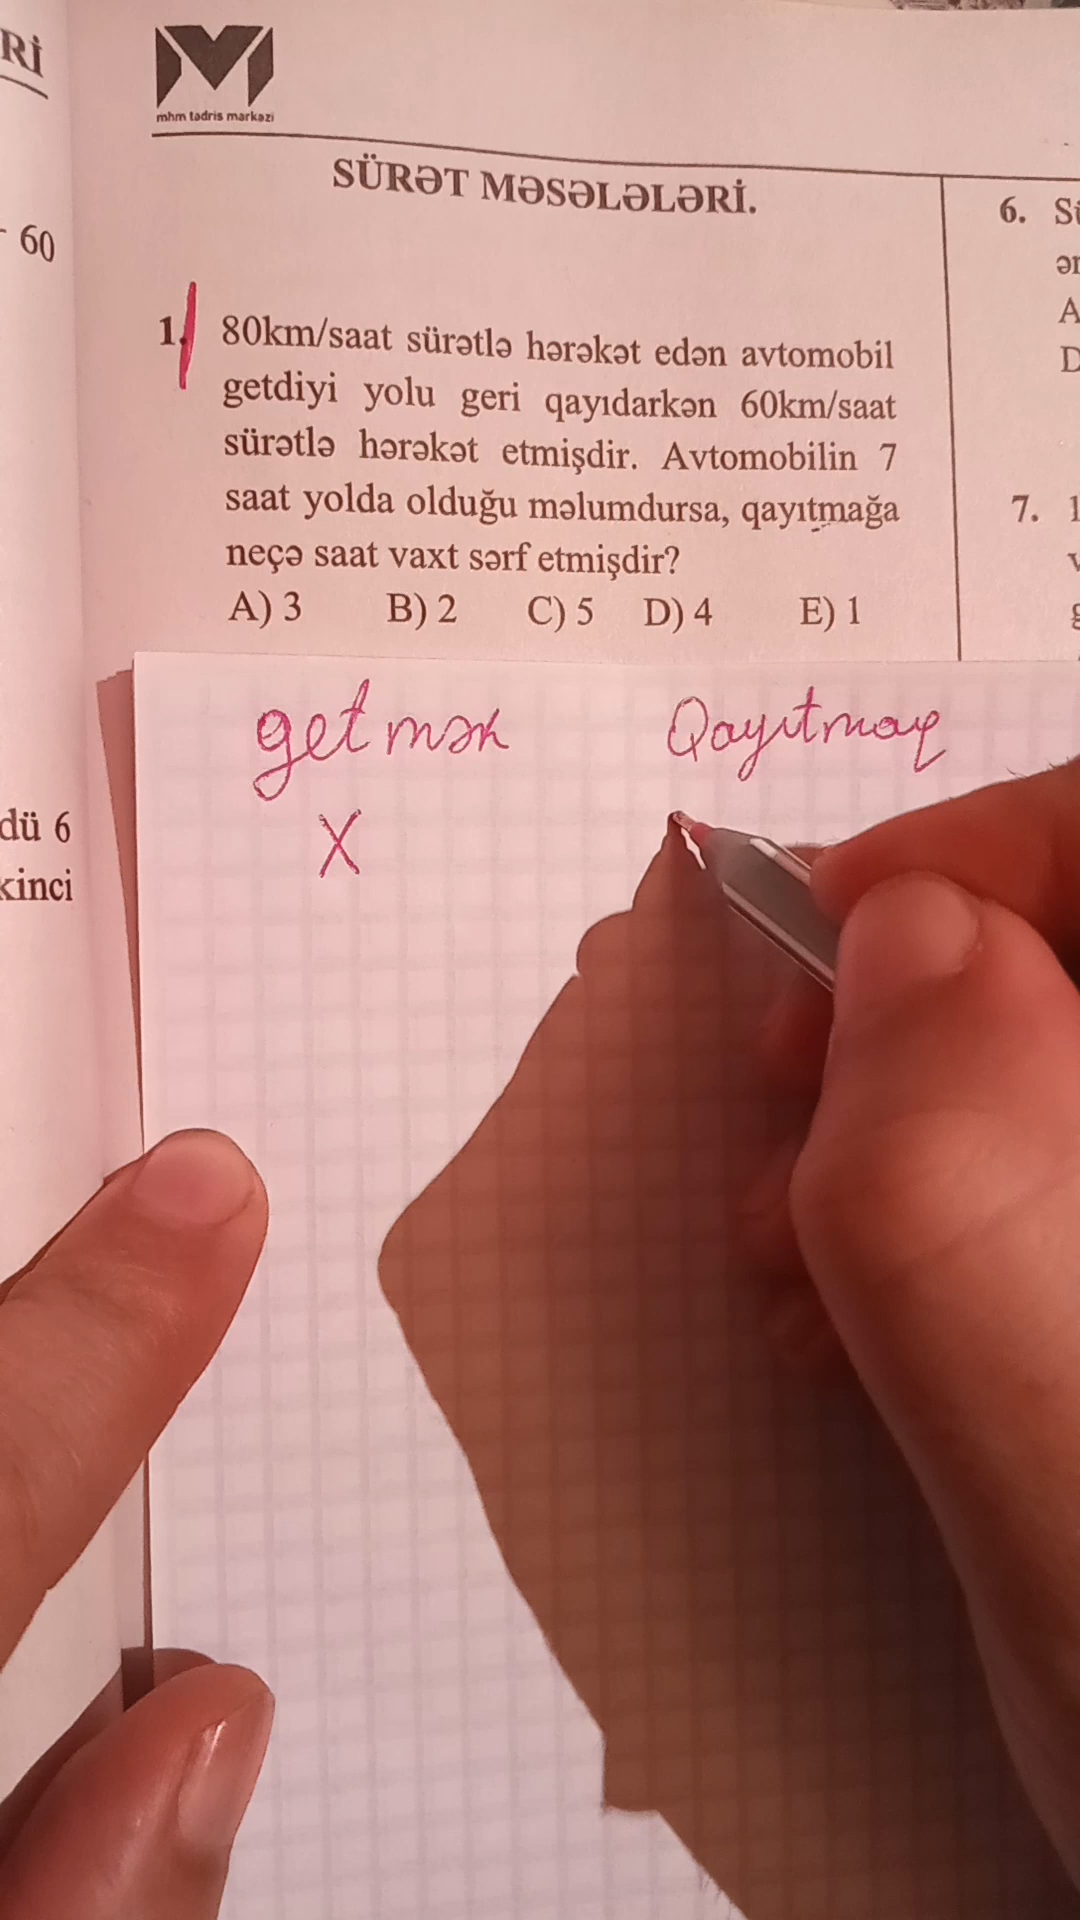 Rİ
mhm tədris mərkəzi
SÜRƏT MƏSƏLƏLƏRİ.
60
1. 80km/saat sürətlə hərəkət edən avtomobil
getdiyi yolu geri qayıdarkən 60km/saat
sürətlə hərəkət etmişdir. Avtomobilin 7
saat yolda olduğu məlumdursa, qayıtmağa
neçə saat vaxt sərf etmişdir?
A) 3 B) 2 C) 5 D) 4 E) 1
getmək Qayıtmaq
X
dü 6
kinci
6.
A
D
7. 1